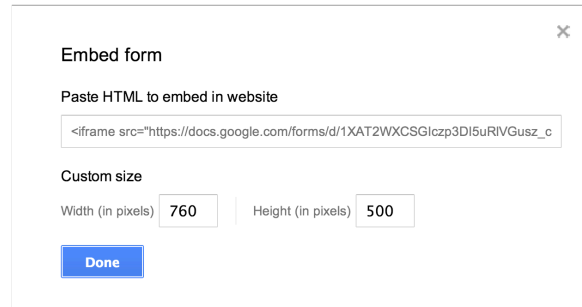 Embed form
Paste HTML to embed in website
<iframe src="https://docs.google.com/forms/d/1XAT2WXCSGIczp3DI5uRlVGusz_c
Custom size
Width (in pixels) 760 Height (in pixels) 500
Done